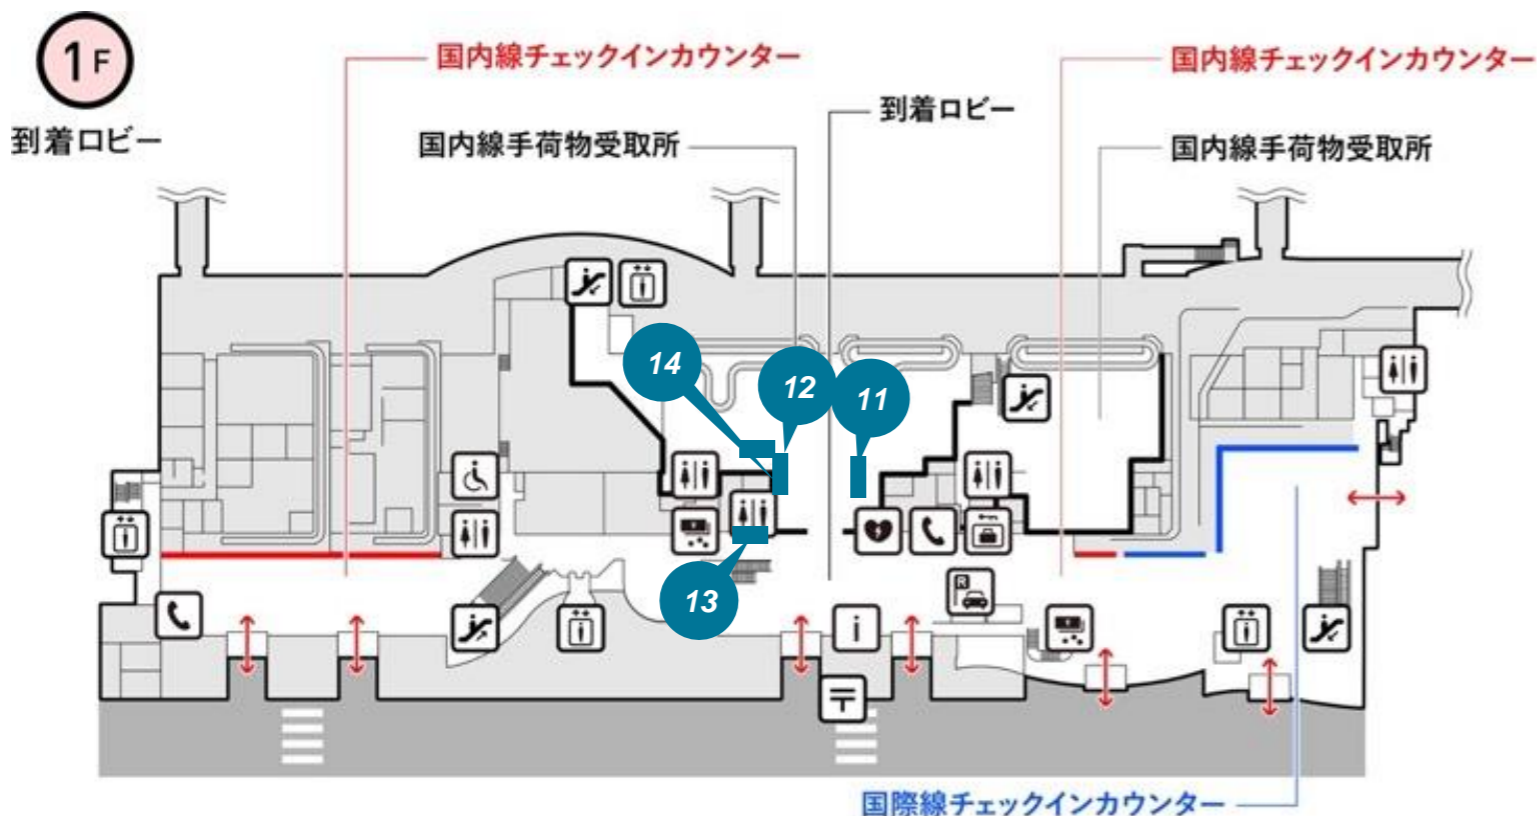 1F
到着ロビー
国内線チェックインカウンター
国内線チェックインカウンター
到着ロビー
国内線手荷物受取所
国内線手荷物受取所
14
12
11
13
R
i
〒
国際線チェックインカウンター